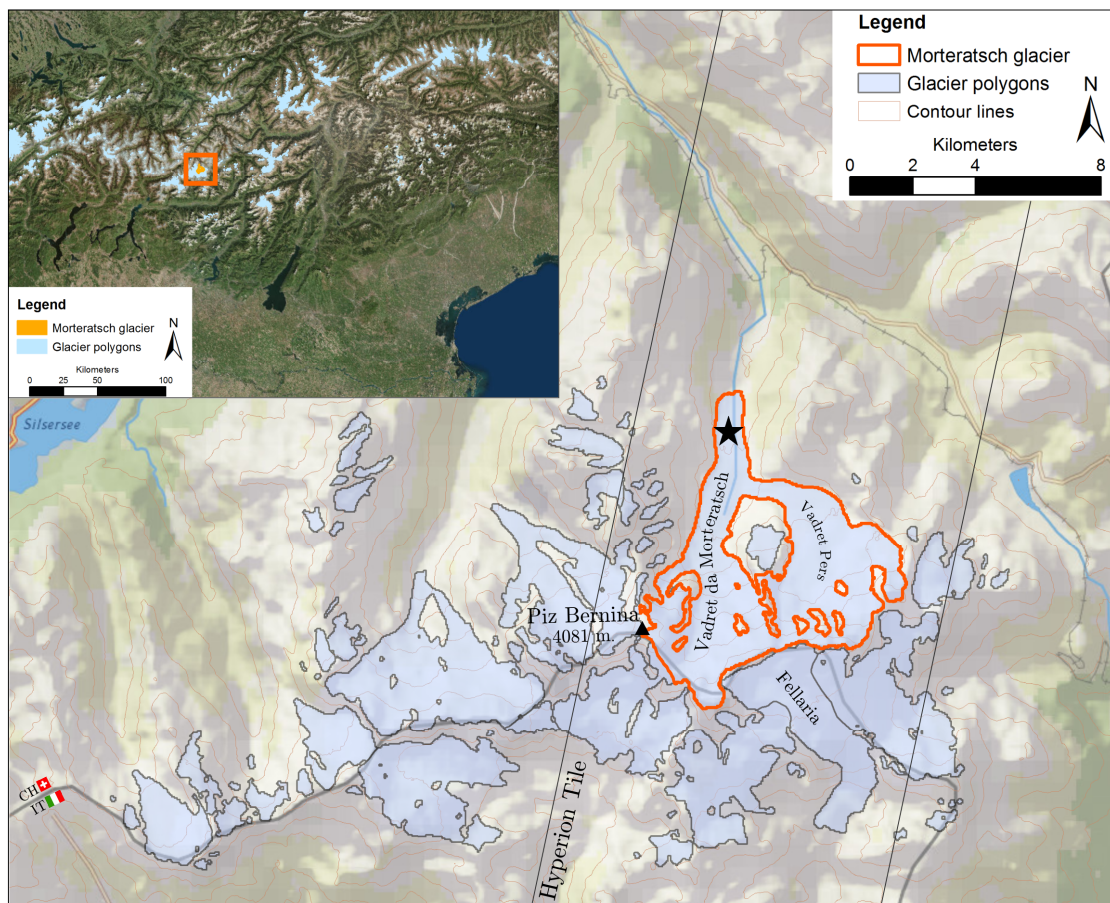 Legend
Morteratsch glacier
Glacier polygons
Contour lines
N
Kilometers
0 2 4 8
Legend
Morteratsch glacier
Glacier polygons
N
Kilometers
0 25 50 100
Silsersee
Vadret da Morteratsch
Vadret Pers
Piz Bernina
4081 m.
Fellaria
Hyperion Tile
CH
IT